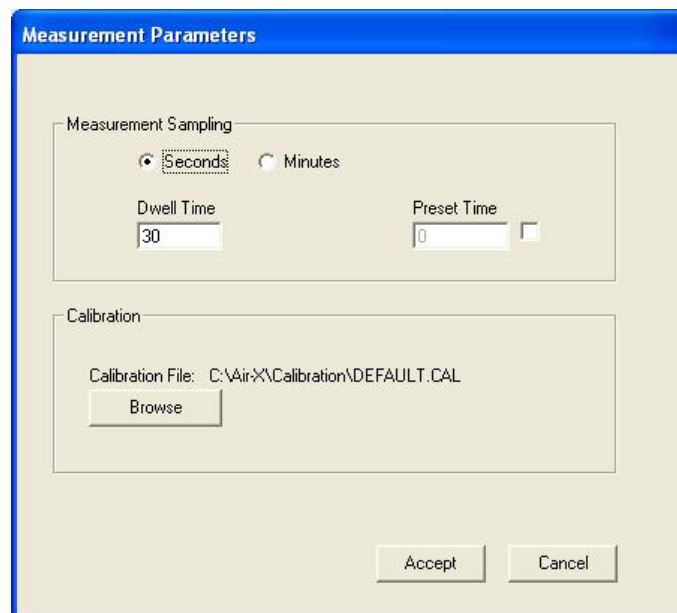 Measurement Parameters
Measurement Sampling
Seconds Minutes
Dwell Time Preset Time
30 0
Calibration
Calibration File: C:\Air-X\Calibration\DEFAULT.CAL
Browse
Accept Cancel